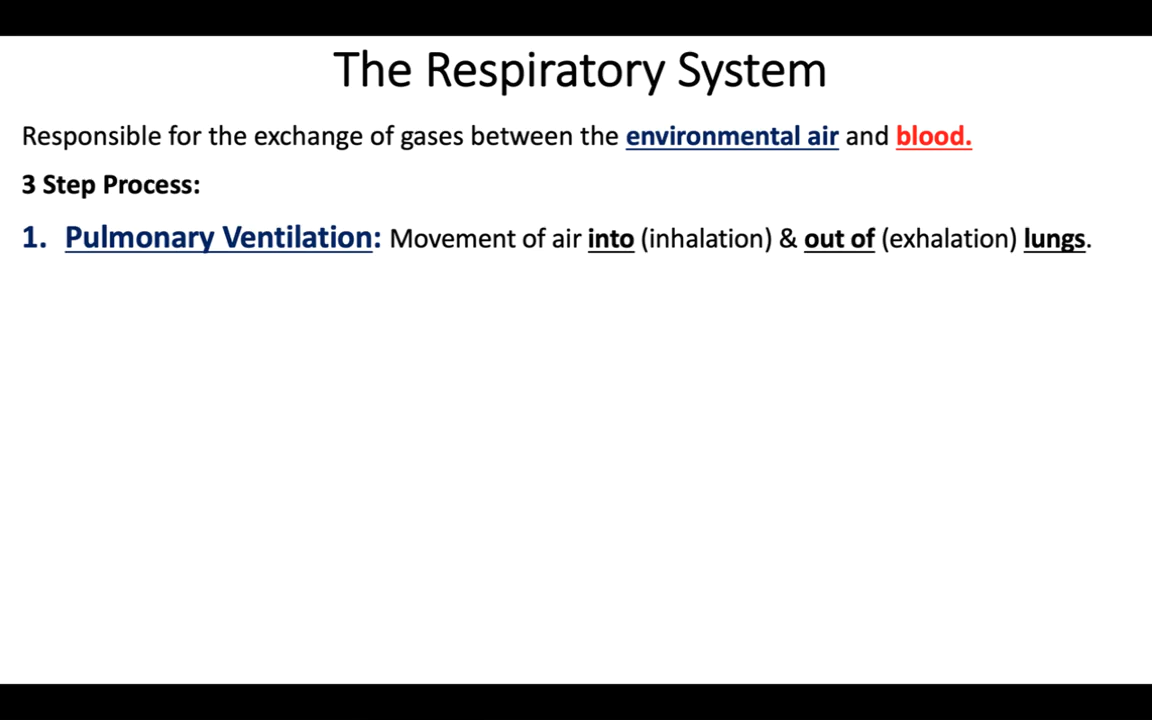 The Respiratory System
Responsible for the exchange of gases between the environmental air and blood.
3 Step Process:
1. Pulmonary Ventilation: Movement of air into (inhalation) & out of (exhalation) lungs.